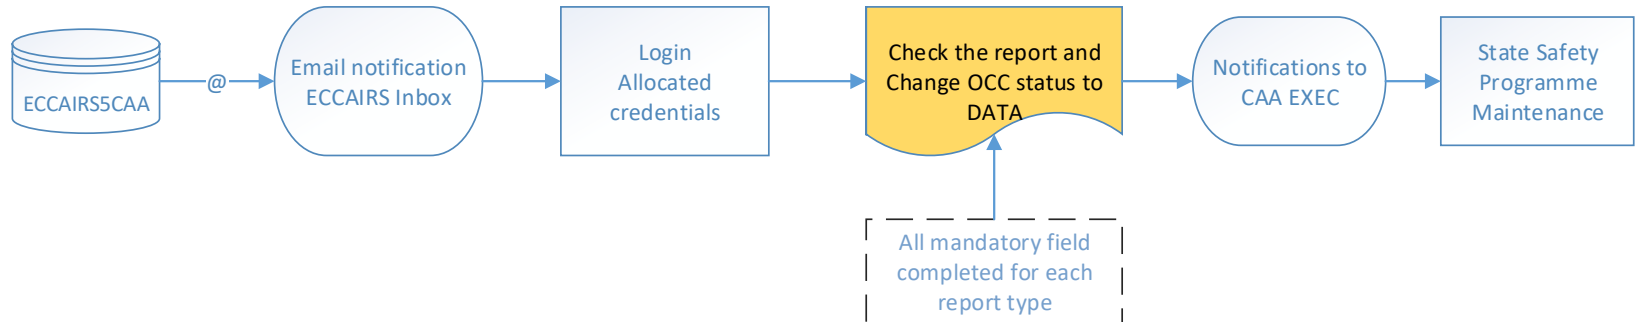 ECCAIRS5CAA
@
Email notification
ECCAIRS Inbox
Login
Allocated
credentials
Check the report and
Change OCC status to
DATA
Notifications to
CAA EXEC
State Safety
Programme
Maintenance
All mandatory field
completed for each
report type